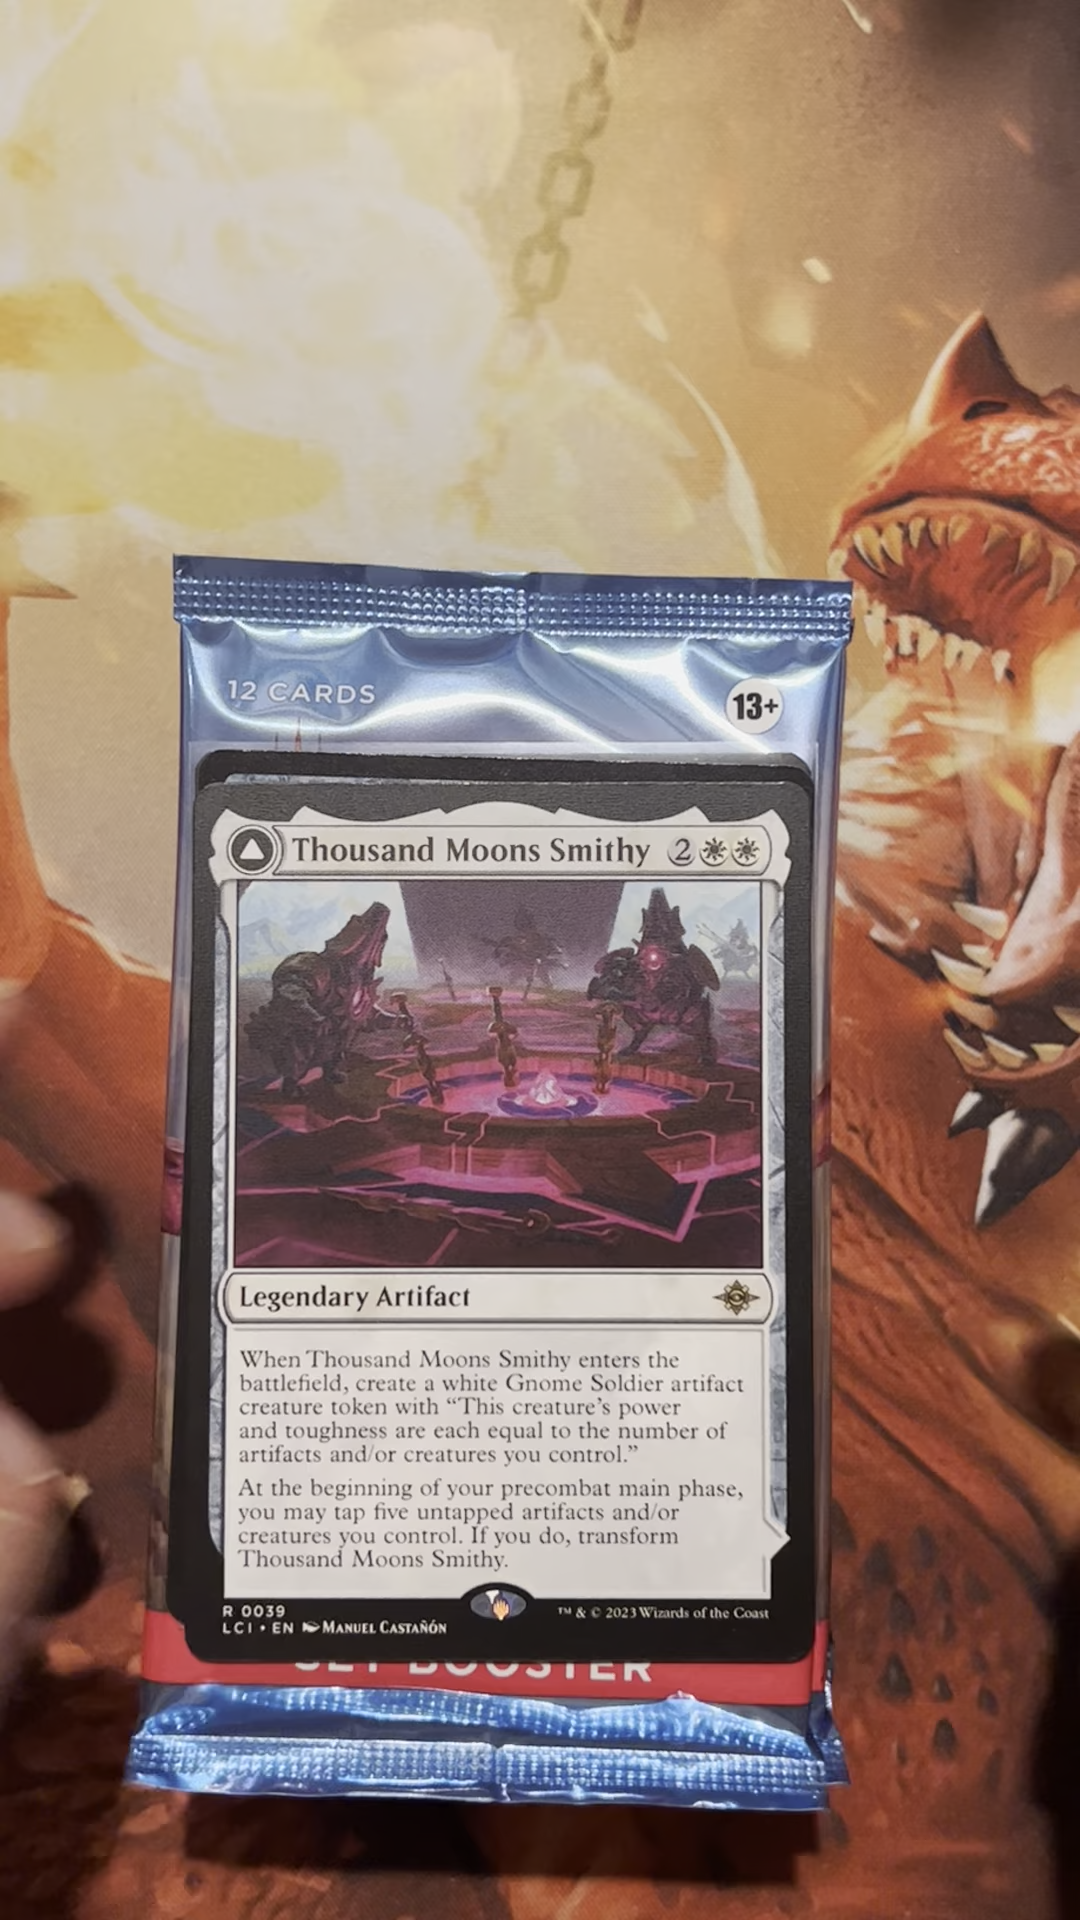 12 CARDS
13+
Thousand Moons Smithy 2
Legendary Artifact
When Thousand Moons Smithy enters the
battlefield, create a white Gnome Soldier artifact
creature token with “This creature’s power
and toughness are each equal to the number of
artifacts and/or creatures you control.”
At the beginning of your precombat main phase,
you may tap five untapped artifacts and/or
creatures you control. If you do, transform
Thousand Moons Smithy.
R 0039
LCI • EN MANUEL CASTAÑÓN
™ & © 2023 Wizards of the Coast
SET BOOSTER